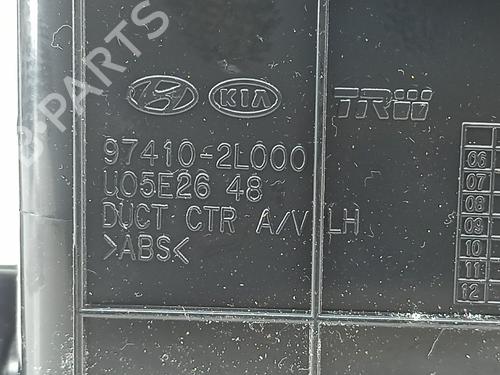 B-PARTS
KIA TRW
97410-2L000
U05E26 48
DUCT CTR A/V LH
>ABS<
06
07
08
09
10
11
12